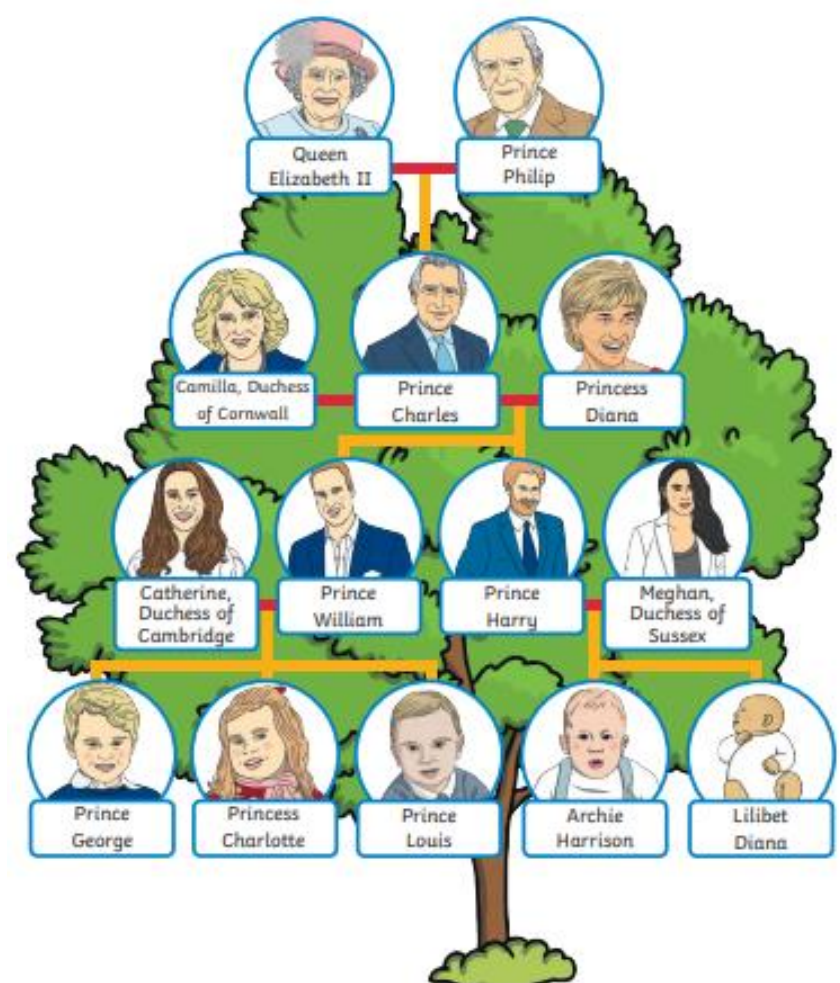 Queen
Elizabeth II
Prince
Philip
Camilla, Duchess
of Cornwall
Prince
Charles
Princess
Diana
Catherine,
Duchess of
Cambridge
Prince
William
Prince
Harry
Meghan,
Duchess of
Sussex
Prince
George
Princess
Charlotte
Prince
Louis
Archie
Harrison
Lilibet
Diana